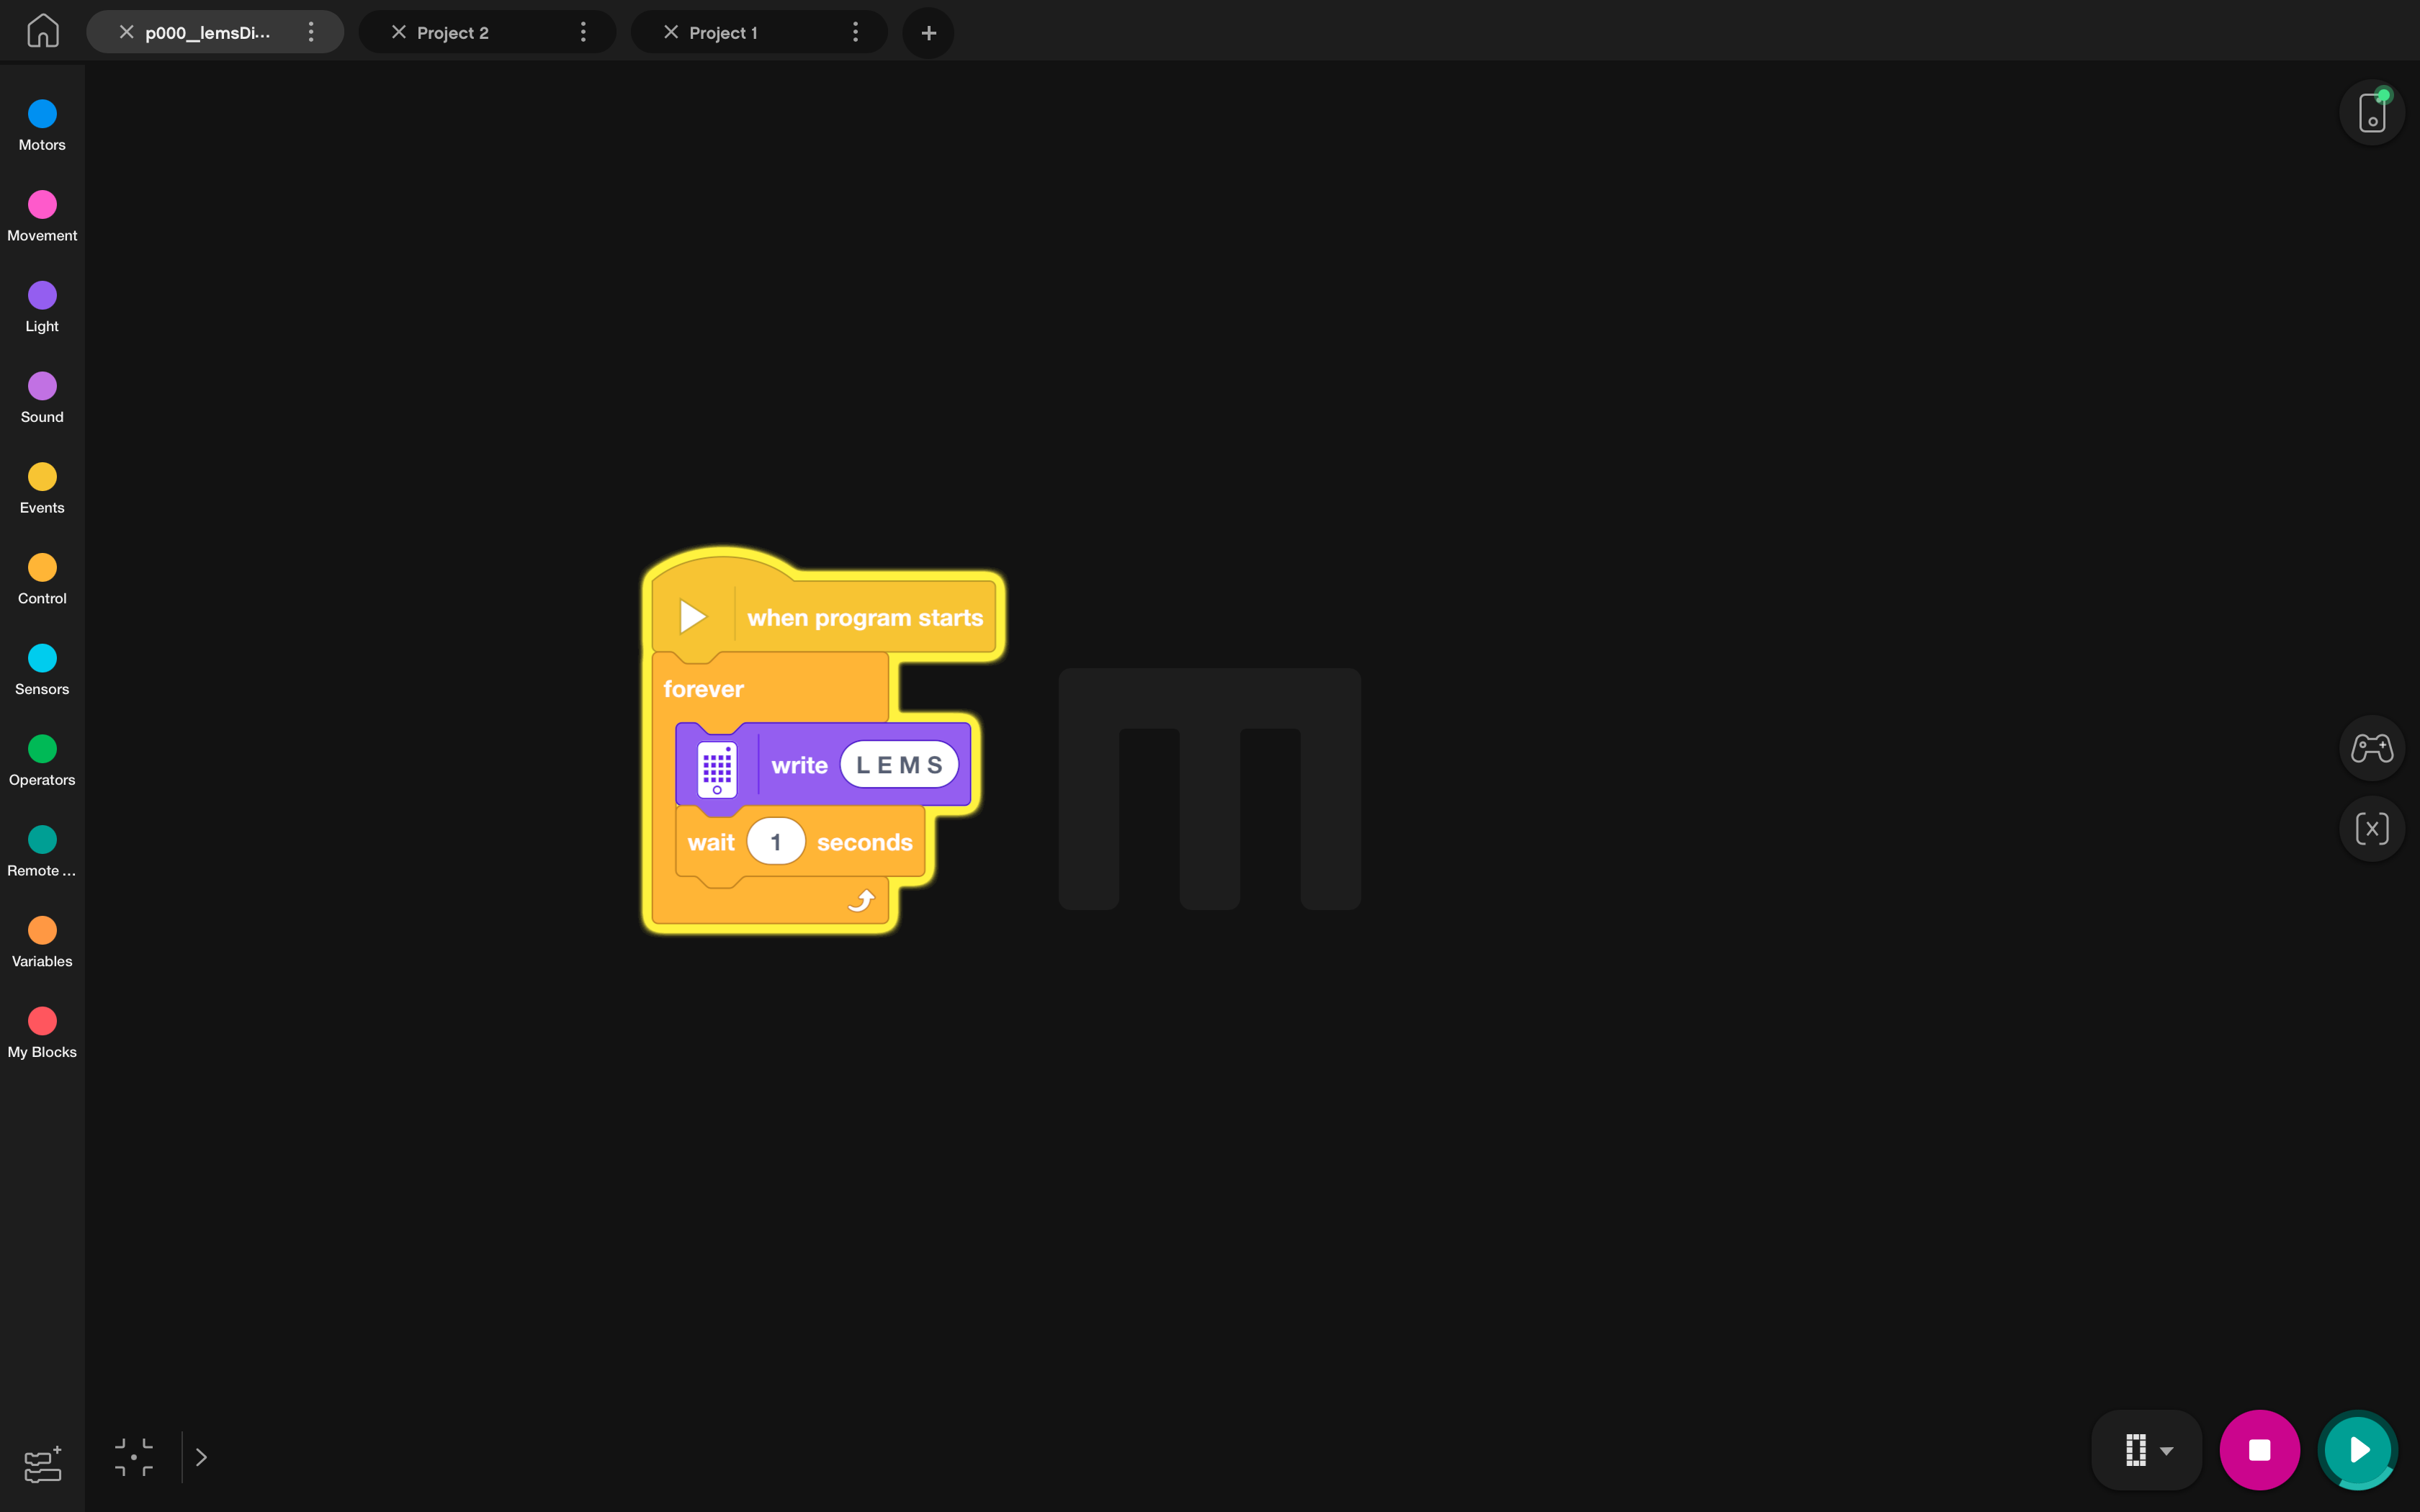 p000_lemsDi...
Project 2
Project 1
Motors
Movement
Light
Sound
Events
Control
Sensors
Operators
Remote ...
Variables
My Blocks
when program starts
forever
write L E M S
wait 1 seconds